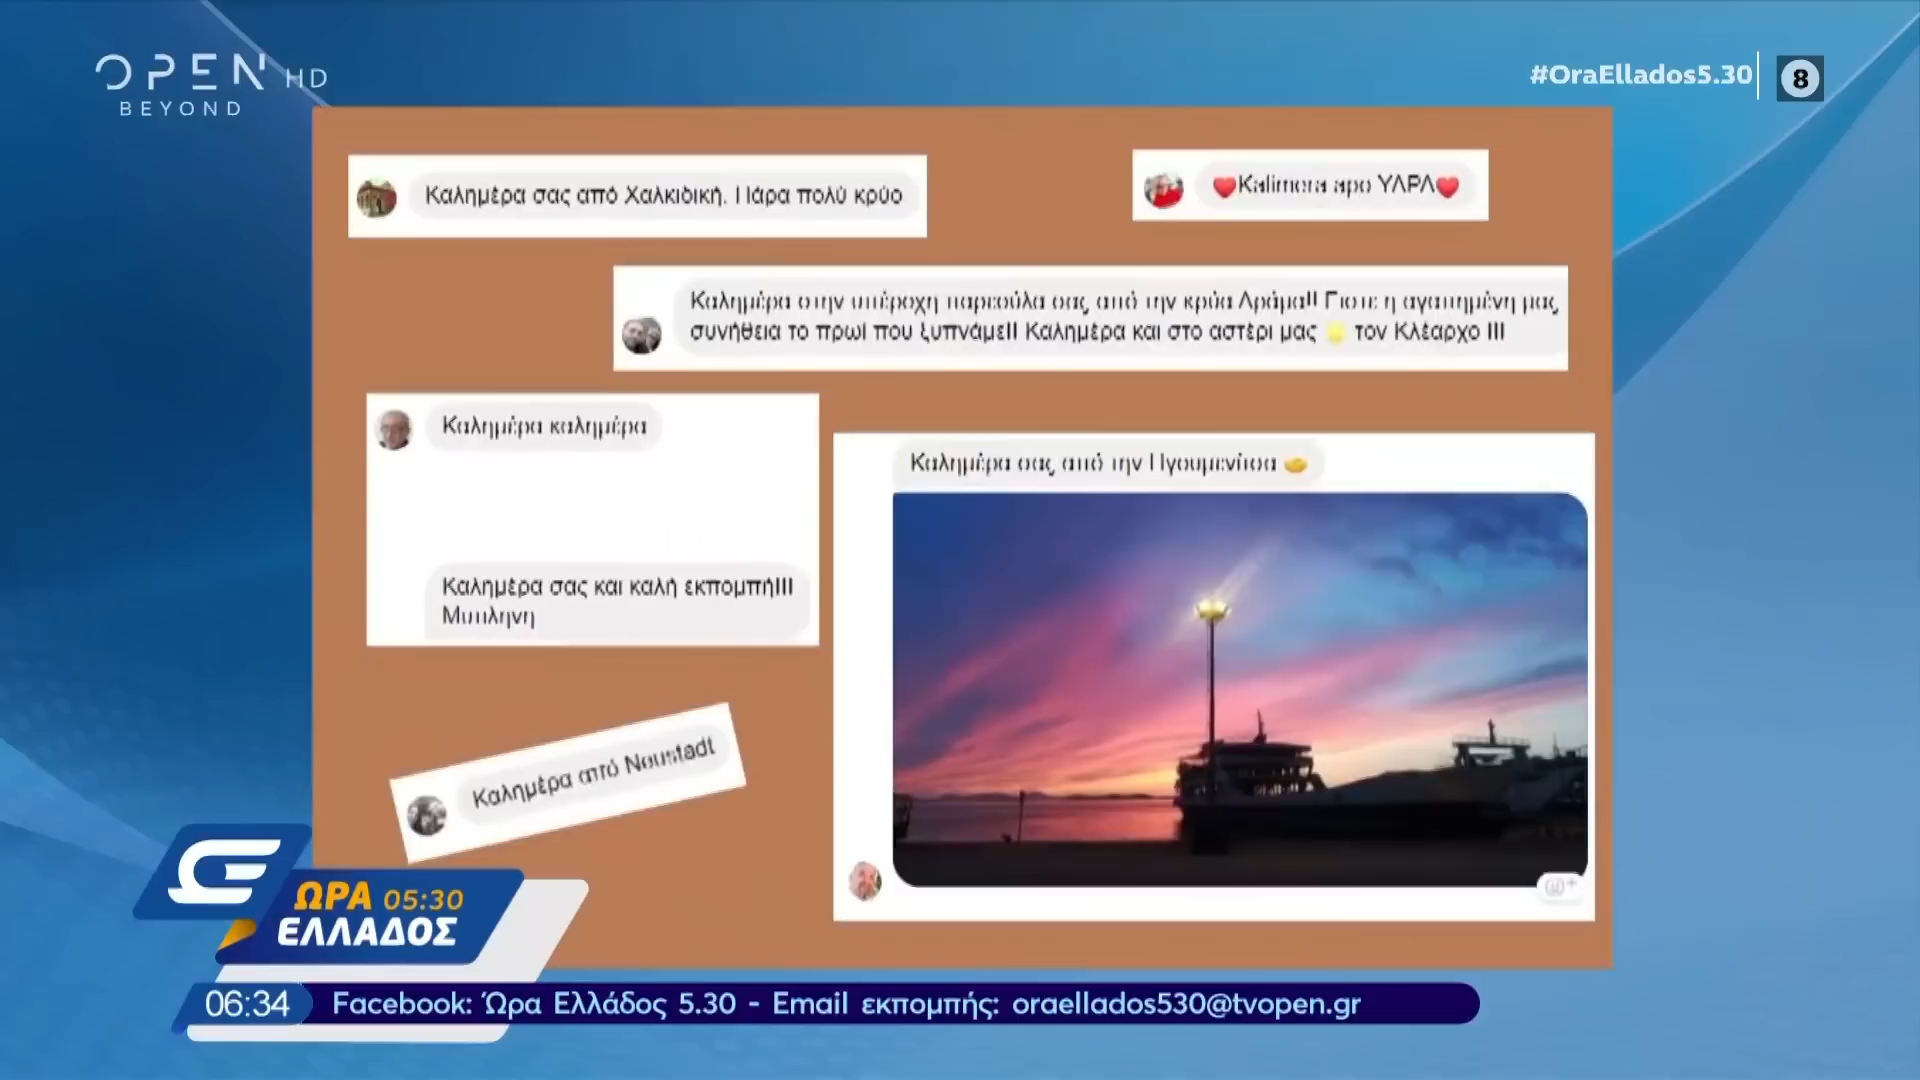 OPEN HD
BEYOND
#OraEllados5.30
8
Καλημέρα σας από Χαλκιδική. Πάρα πολύ κρύο
Kalimera apo ΥΔΡΑ
Καλημέρα στην υπέροχη παρεούλα σας από την κρύα Δράμα!! Γίατε η αγαπημένη μας
συνήθεια το πρωί που ξυπνάμε!! Καλημέρα και στο αστέρι μας τον Κλέαρχο !!!
Καλημέρα καλημέρα
Καλημέρα σας από την Ηγουμενίτσα
Καλημέρα σας και καλή εκπομπή!!!
Μυτιληνη
Καλημέρα από Neustadt
ΩΡΑ 05:30
ΕΛΛΑΔΟΣ
06:34 Facebook: Ώρα Ελλάδος 5.30 - Email εκπομπής: oraellados530@tvopen.gr